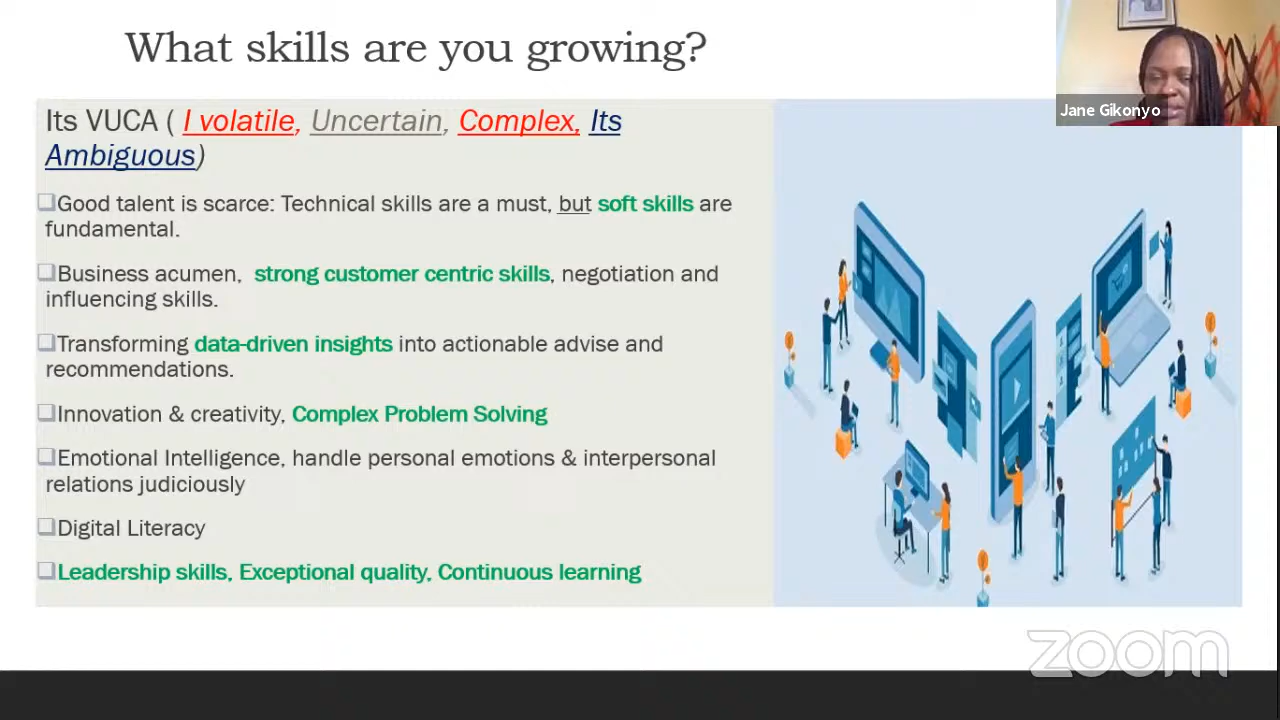 What skills are you growing?
Jane Gikonyo
Its VUCA ( I volatile, Uncertain, Complex, Its
Ambiguous)
Good talent is scarce: Technical skills are a must, but soft skills are
fundamental.
Business acumen, strong customer centric skills, negotiation and
influencing skills.
Transforming data-driven insights into actionable advise and
recommendations.
Innovation & creativity, Complex Problem Solving
Emotional Intelligence, handle personal emotions & interpersonal
relations judiciously
Digital Literacy
Leadership skills, Exceptional quality, Continuous learning
zoom